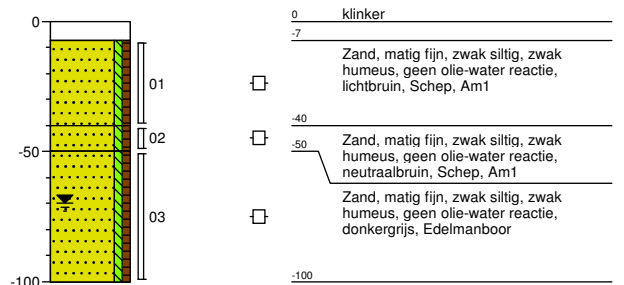 0
-50
-100
01
02
03
0 klinker
-7
Zand, matig fijn, zwak siltig, zwak
humeus, geen olie-water reactie,
lichtbruin, Schep, Am1
-40
Zand, matig fijn, zwak siltig, zwak
humeus, geen olie-water reactie,
neutraalbruin, Schep, Am1
-50
Zand, matig fijn, zwak siltig, zwak
humeus, geen olie-water reactie,
donkergrijs, Edelmanboor
-100